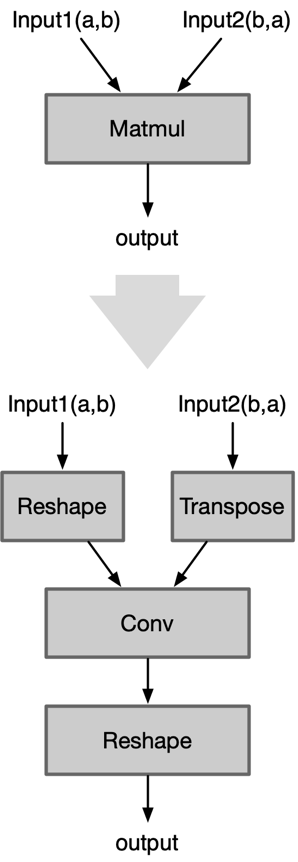 Input1(a,b) Input2(b,a)
Matmul
output
Input1(a,b) Input2(b,a)
Reshape Transpose
Conv
Reshape
output